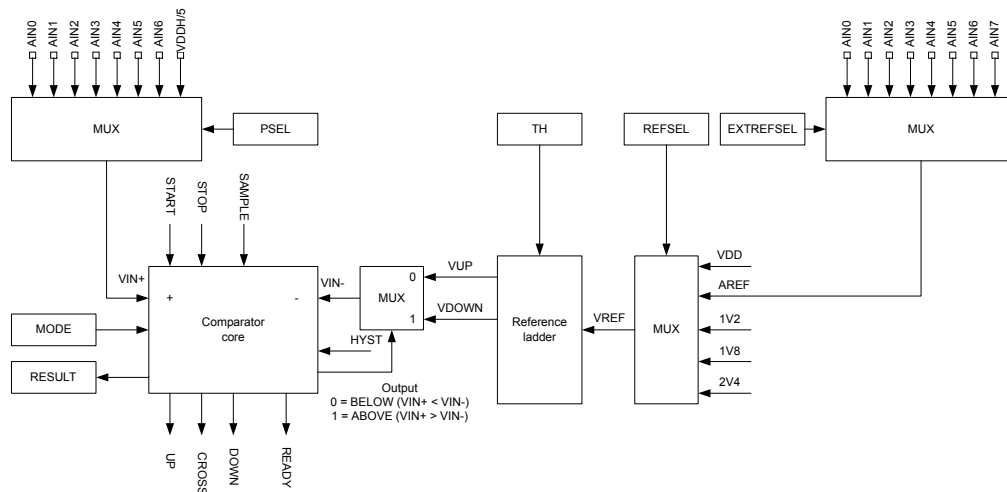 AIN0
AIN1
AIN2
AIN3
AIN4
AIN5
AIN6
VDDH/5
AIN0
AIN1
AIN2
AIN3
AIN4
AIN5
AIN6
AIN7
MUX
PSEL
TH
REFSEL
EXTREFSEL
MUX
START
STOP
SAMPLE
VIN+
+
-
VIN-
MUX
0
1
VUP
VDOWN
Reference
ladder
VREF
MUX
VDD
AREF
1V2
1V8
2V4
MODE
Comparator
core
HYST
RESULT
Output
0 = BELOW (VIN+ < VIN-)
1 = ABOVE (VIN+ > VIN-)
UP
CROSS
DOWN
READY